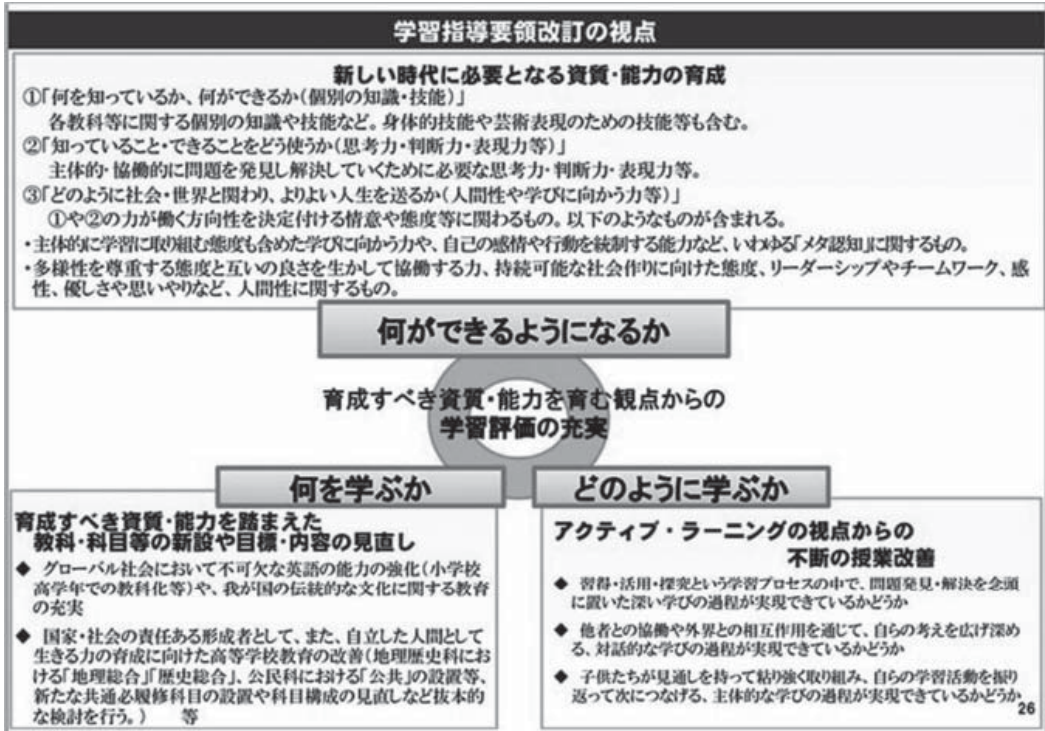 学習指導要領改訂の視点
新しい時代に必要となる資質・能力の育成
①「何を知っているか、何ができるか(個別の知識・技能)」
各教科等に関する個別の知識や技能など。身体的技能や芸術表現のための技能等も含む。
②「知っていること・できることをどう使うか(思考力・判断力・表現力等)」
主体的・協働的に問題を発見し解決していくために必要な思考力・判断力・表現力等。
③「どのように社会・世界と関わり、よりよい人生を送るか(人間性や学びに向かう力等)」
①や②の力が働く方向性を決定付ける情意や態度等に関わるもの。以下のようなものが含まれる。
・主体的に学習に取り組む態度も含めた学びに向かう力や、自己の感情や行動を統制する能力など、いわゆる「メタ認知」に関するもの。
・多様性を尊重する態度と互いの良さを生かして協働する力、持続可能な社会作りに向けた態度、リーダーシップやチームワーク、感
性、優しさや思いやりなど、人間性に関するもの。
何ができるようになるか
育成すべき資質・能力を育む観点からの
学習評価の充実
何を学ぶか
育成すべき資質・能力を踏まえた
教科・科目等の新設や目標・内容の見直し
◆ グローバル社会において不可欠な英語の能力の強化(小学校
高学年での教科化等)や、我が国の伝統的な文化に関する教育
の充実
◆ 国家・社会の責任ある形成者として、また、自立した人間として
生きる力の育成に向けた高等学校教育の改善(地理歴史科にお
ける「地理総合」「歴史総合」、公民科における「公共」の設置等、
新たな共通必履修科目の設置や科目構成の見直しなど抜本的
な検討を行う。) 等
どのように学ぶか
アクティブ・ラーニングの視点からの
不断の授業改善
◆ 習得・活用・探究という学習プロセスの中で、問題発見・解決を念頭
に置いた深い学びの過程が実現できているかどうか
◆ 他者との協働や外界との相互作用を通じて、自らの考えを広げ深め
る、対話的な学びの過程が実現できているかどうか
◆ 子供たちが見通しを持って粘り強く取り組み、自らの学習活動を振り
返って次につなげる、主体的な学びの過程が実現できているかどうか
26